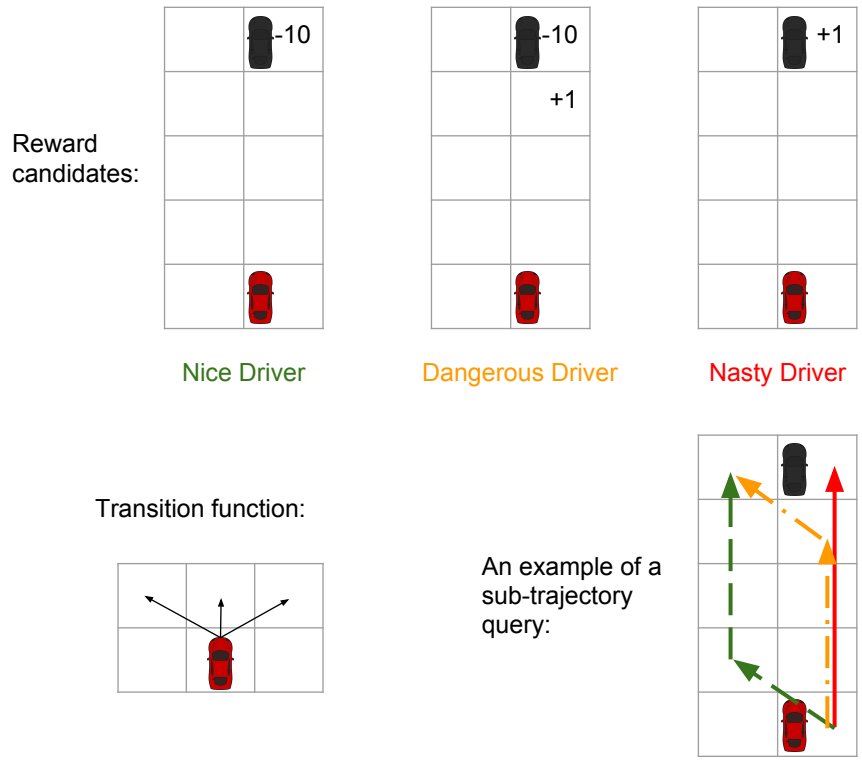 -10
-10
+1
+1
Reward
candidates:
Nice Driver
Dangerous Driver
Nasty Driver
Transition function:
An example of a
sub-trajectory
query: